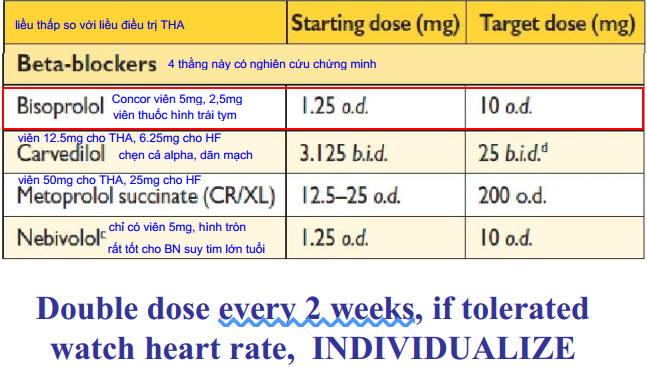 liều thấp so với liều điều trị THA Starting dose (mg) Target dose (mg)
Beta-blockers 4 thằng này có nghiên cứu chứng minh
Bisoprolol Concor viên 5mg, 2,5mg 1.25 o.d. 10 o.d.
viên thuốc hình trái tym
viên 12.5mg cho THA, 6.25mg cho HF
Carvedilol chẹn cả alpha, dãn mạch 3.125 b.i.d. 25 b.i.d.ᵈ
viên 50mg cho THA, 25mg cho HF
Metoprolol succinate (CR/XL) 12.5–25 o.d. 200 o.d.
Nebivololᶜ chỉ có viên 5mg, hình tròn 1.25 o.d. 10 o.d.
rất tốt cho BN suy tim lớn tuổi
Double dose every 2 weeks, if tolerated
watch heart rate, INDIVIDUALIZE